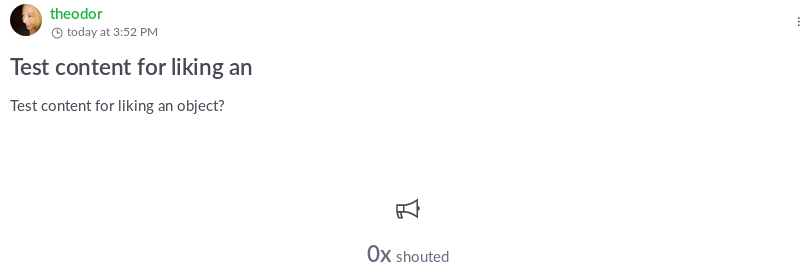 theodor
today at 3:52 PM
Test content for liking an
Test content for liking an object?
0x shouted